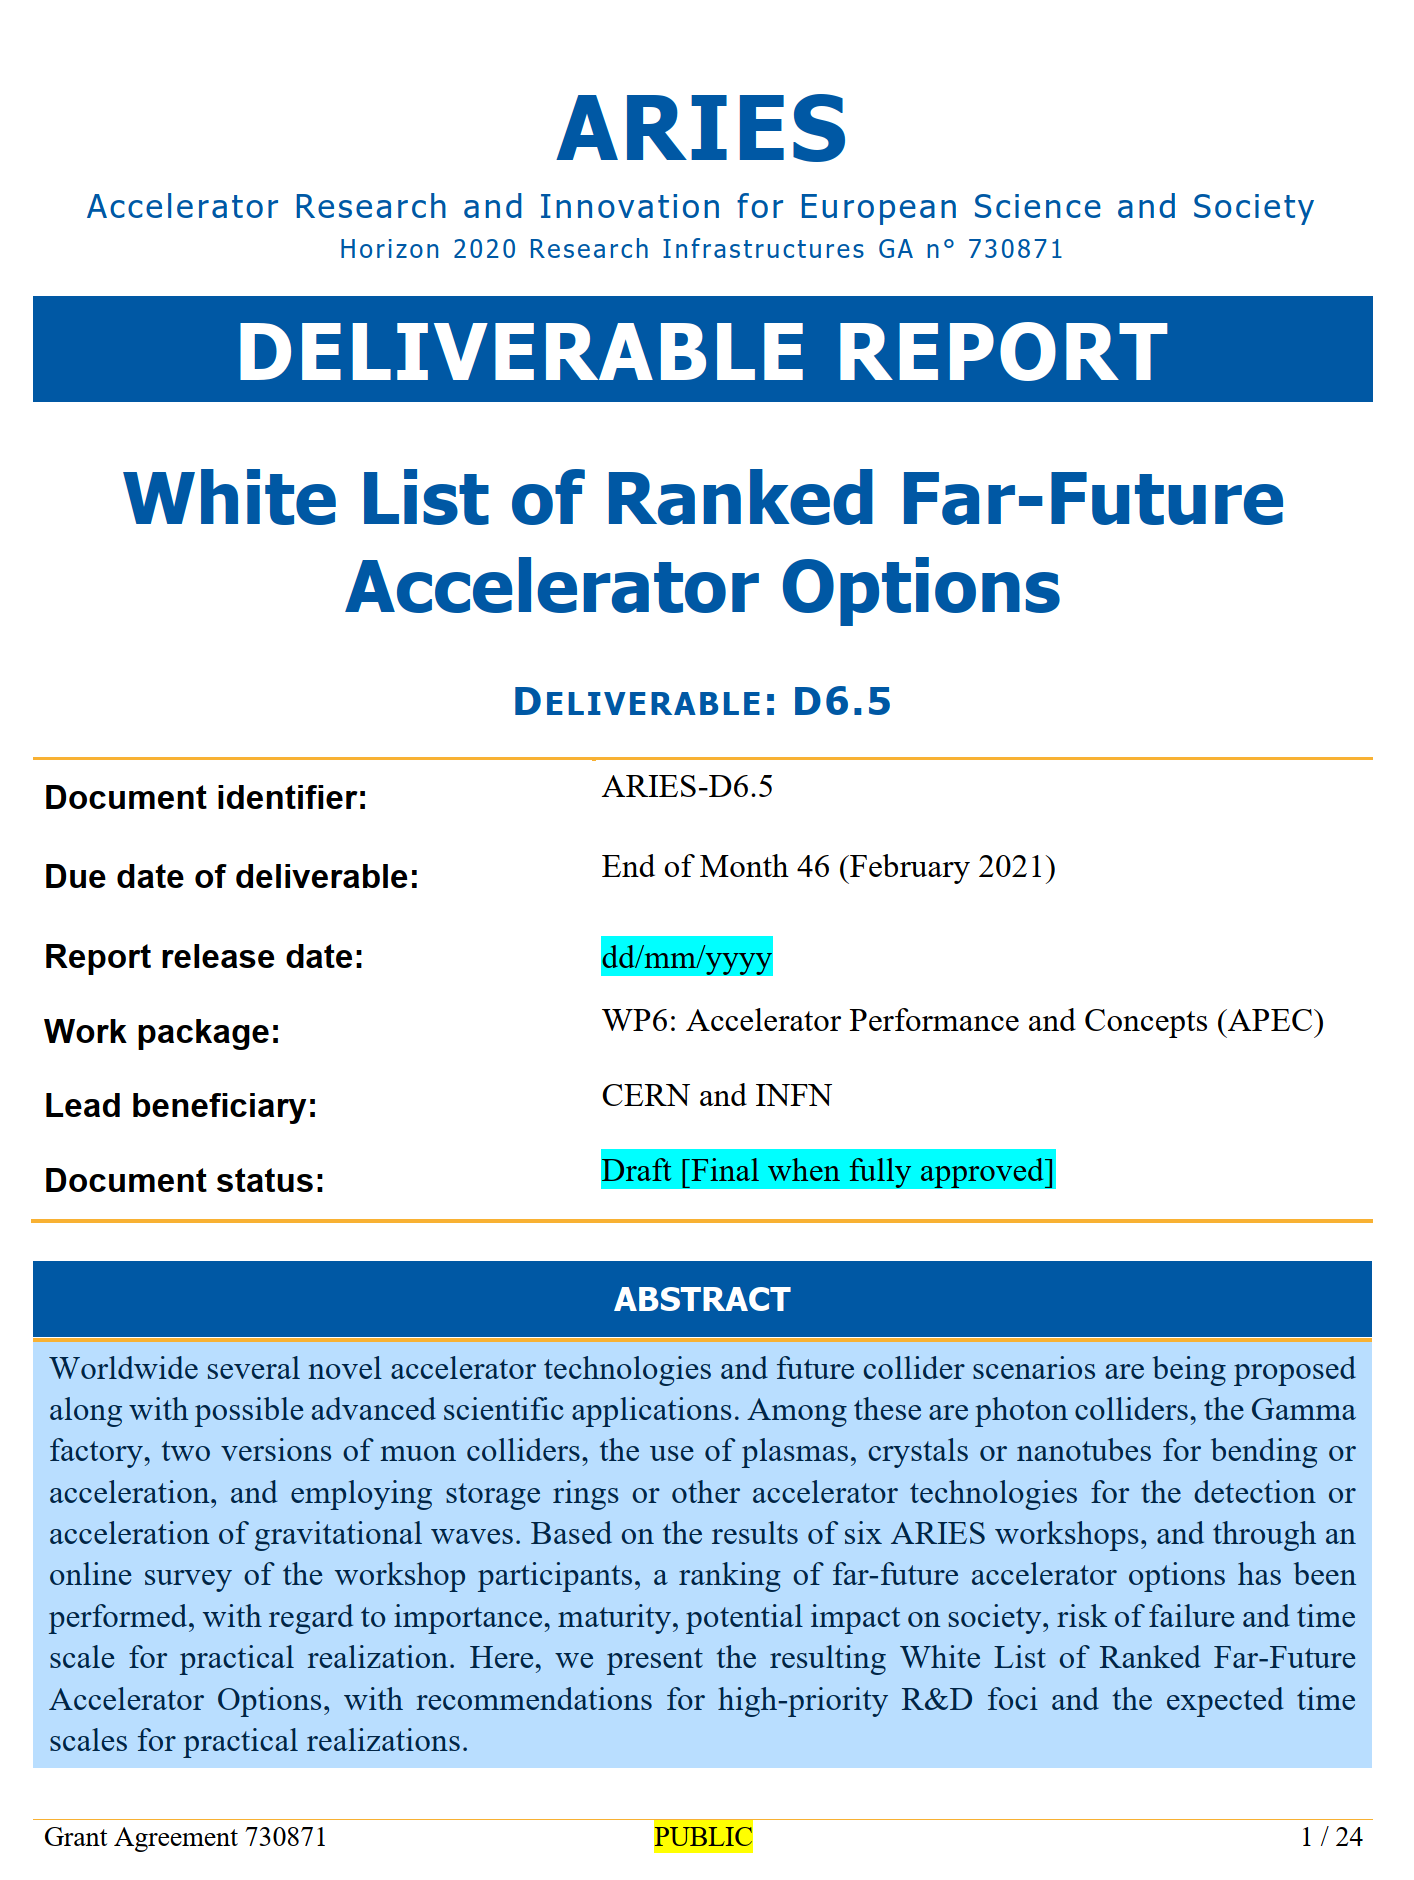 ARIES
Accelerator Research and Innovation for European Science and Society
Horizon 2020 Research Infrastructures GA n° 730871
DELIVERABLE REPORT
White List of Ranked Far-Future
Accelerator Options
DELIVERABLE: D6.5
Document identifier: ARIES-D6.5
Due date of deliverable: End of Month 46 (February 2021)
Report release date: dd/mm/yyyy
Work package: WP6: Accelerator Performance and Concepts (APEC)
Lead beneficiary: CERN and INFN
Document status: Draft [Final when fully approved]
ABSTRACT
Worldwide several novel accelerator technologies and future collider scenarios are being proposed
along with possible advanced scientific applications. Among these are photon colliders, the Gamma
factory, two versions of muon colliders, the use of plasmas, crystals or nanotubes for bending or
acceleration, and employing storage rings or other accelerator technologies for the detection or
acceleration of gravitational waves. Based on the results of six ARIES workshops, and through an
online survey of the workshop participants, a ranking of far-future accelerator options has been
performed, with regard to importance, maturity, potential impact on society, risk of failure and time
scale for practical realization. Here, we present the resulting White List of Ranked Far-Future
Accelerator Options, with recommendations for high-priority R&D foci and the expected time
scales for practical realizations.
Grant Agreement 730871 PUBLIC 1 / 24